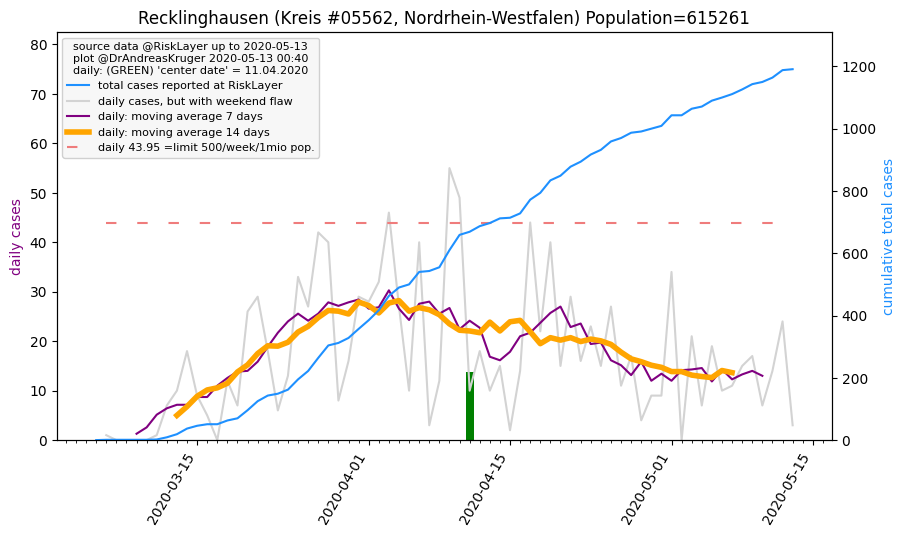 Recklinghausen (Kreis #05562, Nordrhein-Westfalen) Population=615261
source data @RiskLayer up to 2020-05-13
plot @DrAndreasKruger 2020-05-13 00:40
daily: (GREEN) 'center date' = 11.04.2020
total cases reported at RiskLayer
daily cases, but with weekend flaw
daily: moving average 7 days
daily: moving average 14 days
daily 43.95 =limit 500/week/1mio pop.
daily cases
80
70
60
50
40
30
20
10
0
cumulative total cases
1200
1000
800
600
400
200
0
2020-03-15
2020-04-01
2020-04-15
2020-05-01
2020-05-15